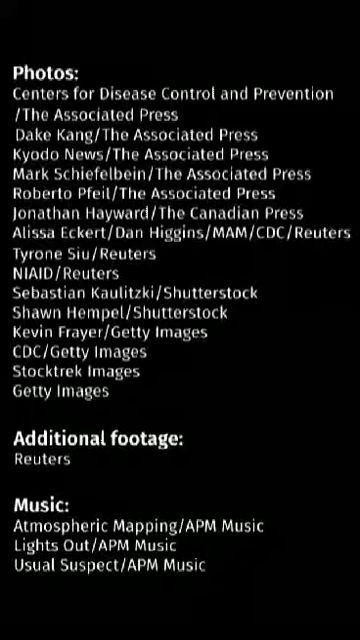 Photos:
Centers for Disease Control and Prevention
/The Associated Press
Dake Kang/The Associated Press
Kyodo News/The Associated Press
Mark Schiefelbein/The Associated Press
Roberto Pfeil/The Associated Press
Jonathan Hayward/The Canadian Press
Alissa Eckert/Dan Higgins/MAM/CDC/Reuters
Tyrone Siu/Reuters
NIAID/Reuters
Sebastian Kaulitzki/Shutterstock
Shawn Hempel/Shutterstock
Kevin Frayer/Getty Images
CDC/Getty Images
Stocktrek Images
Getty Images
Additional footage:
Reuters
Music:
Atmospheric Mapping/APM Music
Lights Out/APM Music
Usual Suspect/APM Music